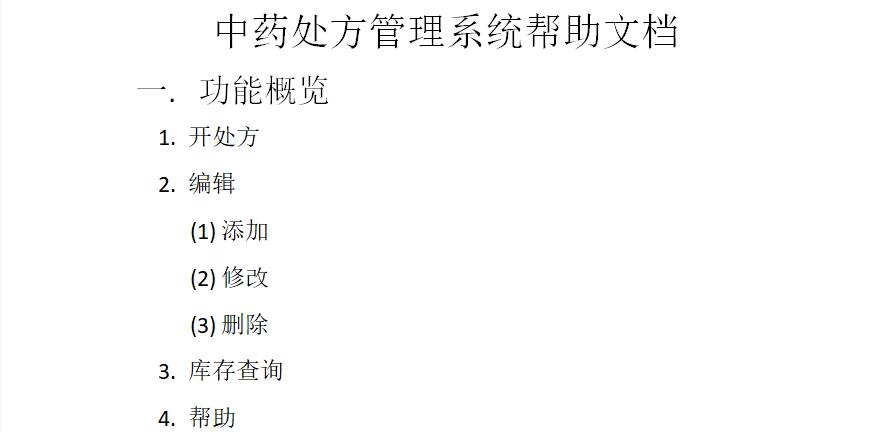 中药处方管理系统帮助文档
一. 功能概览
1. 开处方
2. 编辑
(1) 添加
(2) 修改
(3) 删除
3. 库存查询
4. 帮助